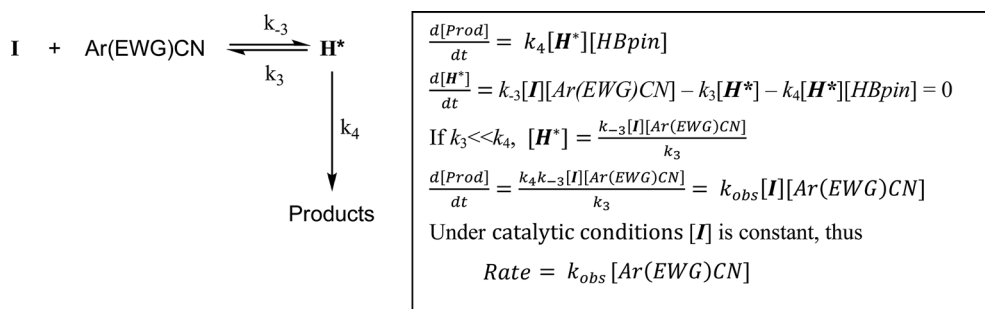 k-3
I + Ar(EWG)CN H*
k3
k4
Products
d[Prod]/dt = k4[H*][HBpin]
d[H*]/dt = k-3[I][Ar(EWG)CN] – k3[H*] – k4[H*][HBpin] = 0
If k3<<k4, [H*] = k−3[I][Ar(EWG)CN]/k3
d[Prod]/dt = k4k−3[I][Ar(EWG)CN]/k3 = kobs[I][Ar(EWG)CN]
Under catalytic conditions [I] is constant, thus
Rate = kobs[Ar(EWG)CN]